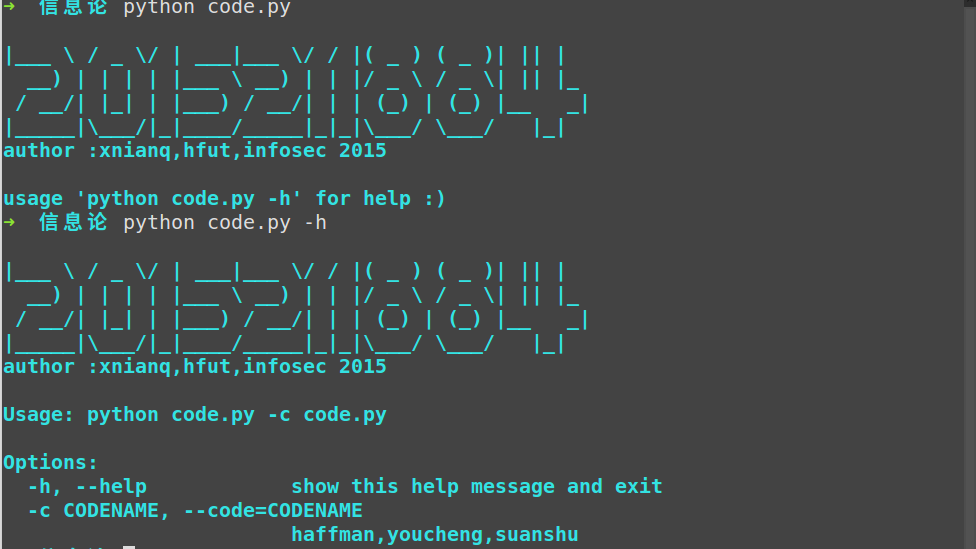 ➜ 信息论 python code.py
|___ \ / _ \/ | ___|___ \/ / |( _ ) ( _ )| || |
  __) | | | | |___ \ __) | | |/ _ \ / _ \| || |_
 / __/| |_| | |___) / __/| | | (_) | (_) |__   _|
|_____|\___/|_|____/_____|_|_|\___/ \___/   |_|
author :xnianq,hfut,infosec 2015
usage 'python code.py -h' for help :)
➜ 信息论 python code.py -h
|___ \ / _ \/ | ___|___ \/ / |( _ ) ( _ )| || |
  __) | | | | |___ \ __) | | |/ _ \ / _ \| || |_
 / __/| |_| | |___) / __/| | | (_) | (_) |__   _|
|_____|\___/|_|____/_____|_|_|\___/ \___/   |_|
author :xnianq,hfut,infosec 2015
Usage: python code.py -c code.py
Options:
  -h, --help            show this help message and exit
  -c CODENAME, --code=CODENAME
                        haffman,youcheng,suanshu